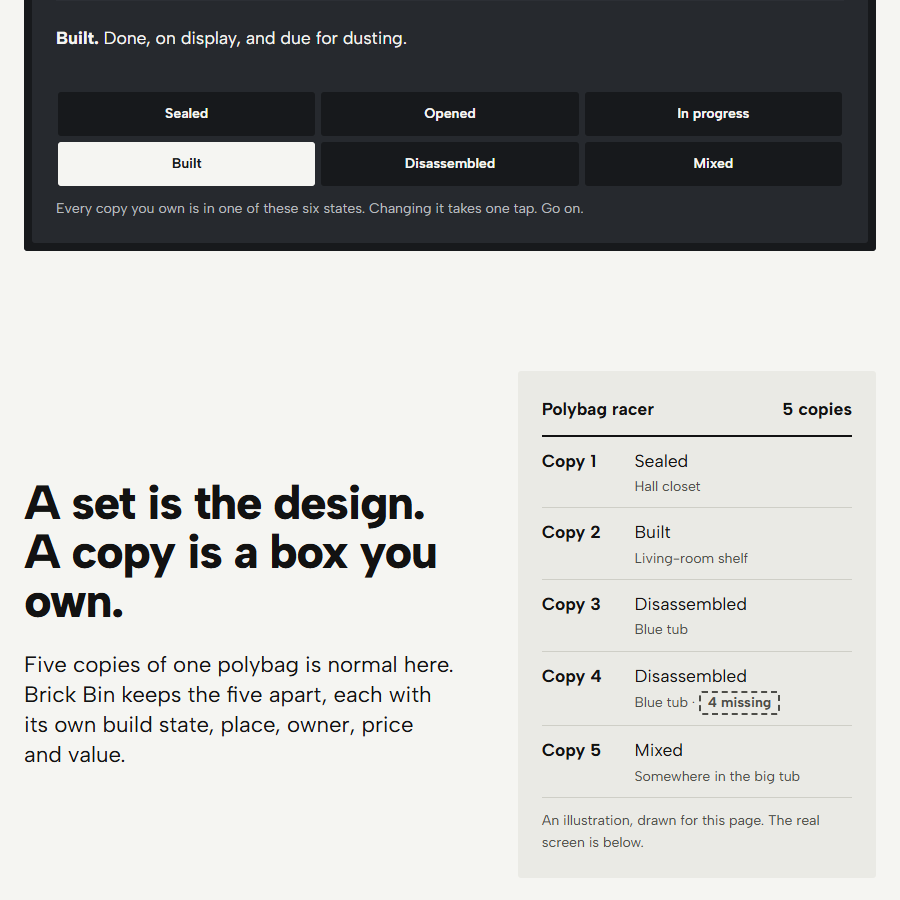 Built. Done, on display, and due for dusting.
Sealed
Opened
In progress
Built
Disassembled
Mixed
Every copy you own is in one of these six states. Changing it takes one tap. Go on.
A set is the design.
A copy is a box you
own.
Five copies of one polybag is normal here.
Brick Bin keeps the five apart, each with
its own build state, place, owner, price
and value.
Polybag racer 5 copies
Copy 1 Sealed
Hall closet
Copy 2 Built
Living-room shelf
Copy 3 Disassembled
Blue tub
Copy 4 Disassembled
Blue tub · 4 missing
Copy 5 Mixed
Somewhere in the big tub
An illustration, drawn for this page. The real
screen is below.